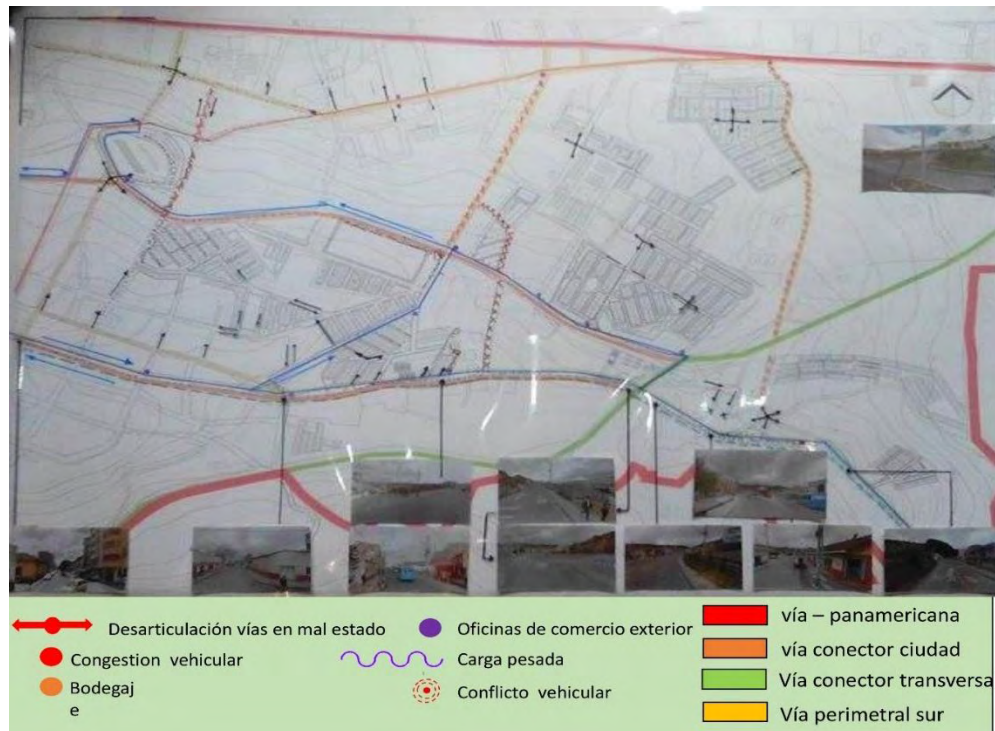 Desarticulación vías en mal estado
Congestion vehicular
Bodegaj
e
Oficinas de comercio exterior
Carga pesada
Conflicto vehicular
vía – panamericana
vía conector ciudad
Vía conector transversa
Vía perimetral sur